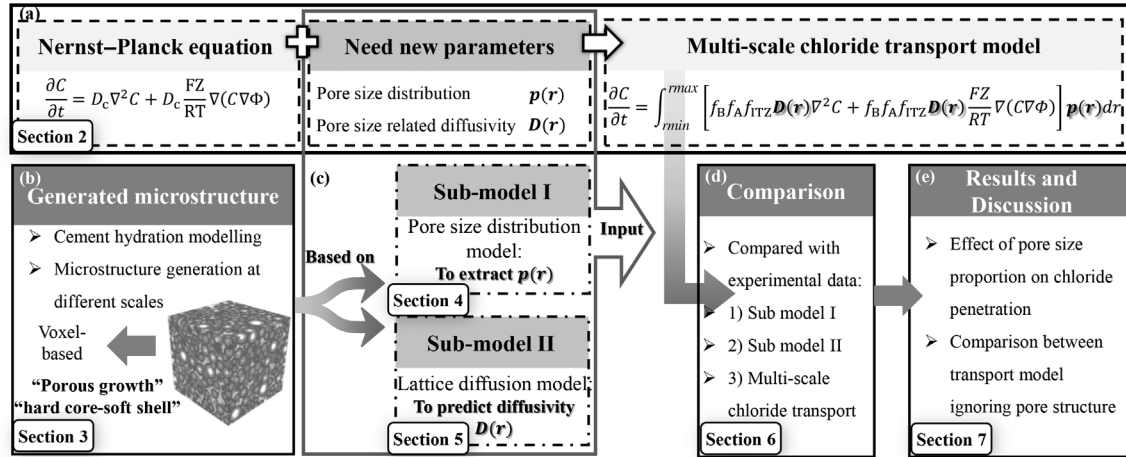 (a)
Nernst–Planck equation
∂C/∂t = D_c∇²C + D_c FZ/RT ∇(C∇Φ)
Section 2
Need new parameters
Pore size distribution p(r)
Pore size related diffusivity D(r)
Multi-scale chloride transport model
∂C/∂t = ∫_rmin^rmax [f_B f_A f_ITZ D(r)∇²C + f_B f_A f_ITZ D(r) FZ/RT ∇(C∇Φ)] p(r)dr
(b)
Generated microstructure
➤ Cement hydration modelling
➤ Microstructure generation at
different scales
Voxel-
based
“Porous growth”
“hard core-soft shell”
Section 3
Based on
(c)
Sub-model I
Pore size distribution
model:
To extract p(r)
Section 4
Sub-model II
Lattice diffusion model:
To predict diffusivity
D(r)
Section 5
Input
(d)
Comparison
➤ Compared with
experimental data:
➤ 1) Sub model I
➤ 2) Sub model II
➤ 3) Multi-scale
chloride transport
Section 6
(e)
Results and
Discussion
➤ Effect of pore size
proportion on chloride
penetration
➤ Comparison between
transport model
ignoring pore structure
Section 7